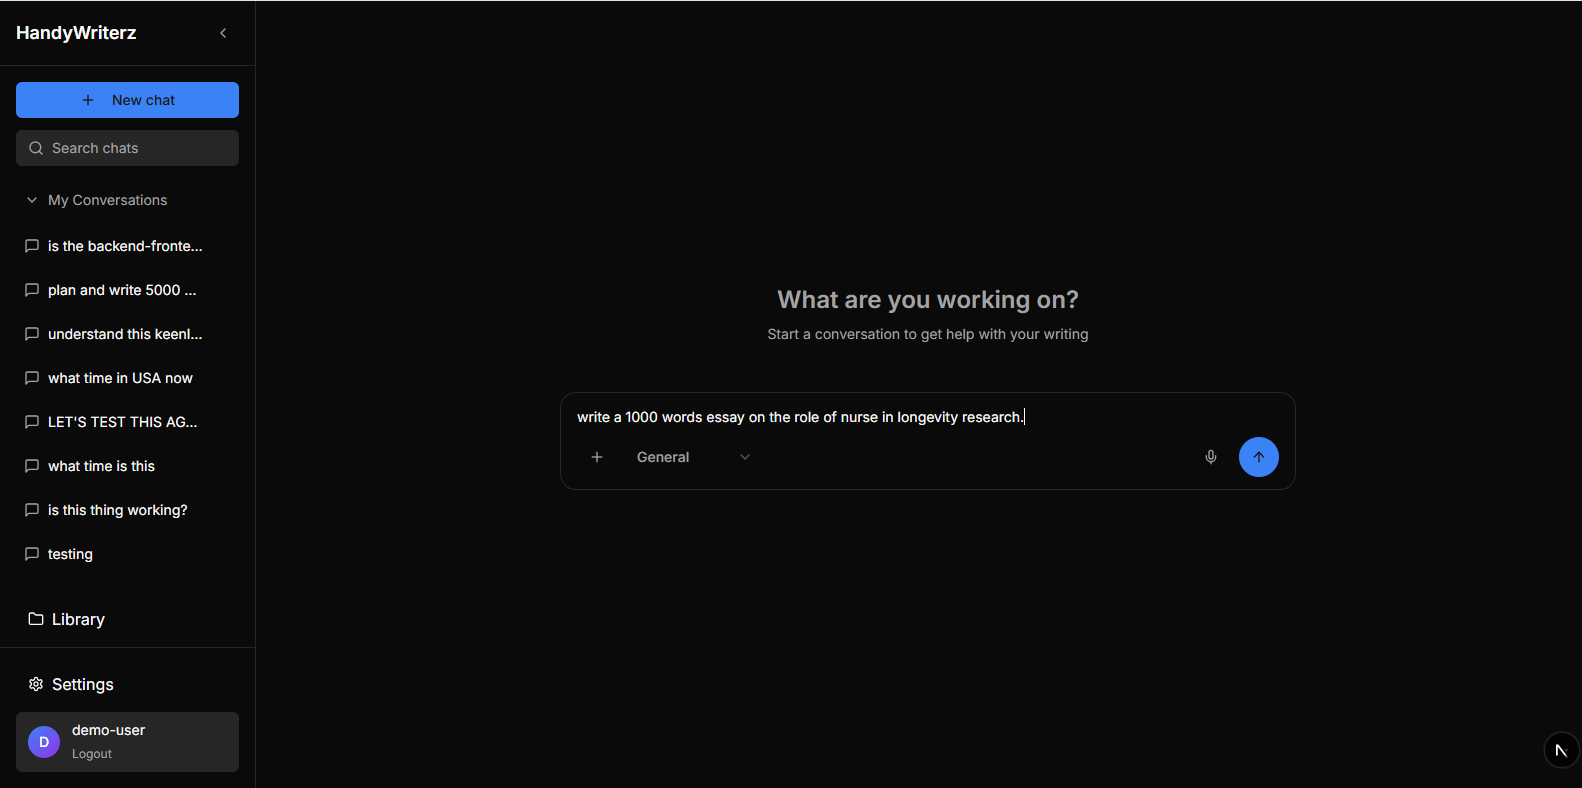 HandyWriterz
New chat
Search chats
My Conversations
is the backend-fronte...
plan and write 5000 ...
understand this keenl...
what time in USA now
LET'S TEST THIS AG...
what time is this
is this thing working?
testing
Library
Settings
D
demo-user
Logout
What are you working on?
Start a conversation to get help with your writing
write a 1000 words essay on the role of nurse in longevity research.
General
N